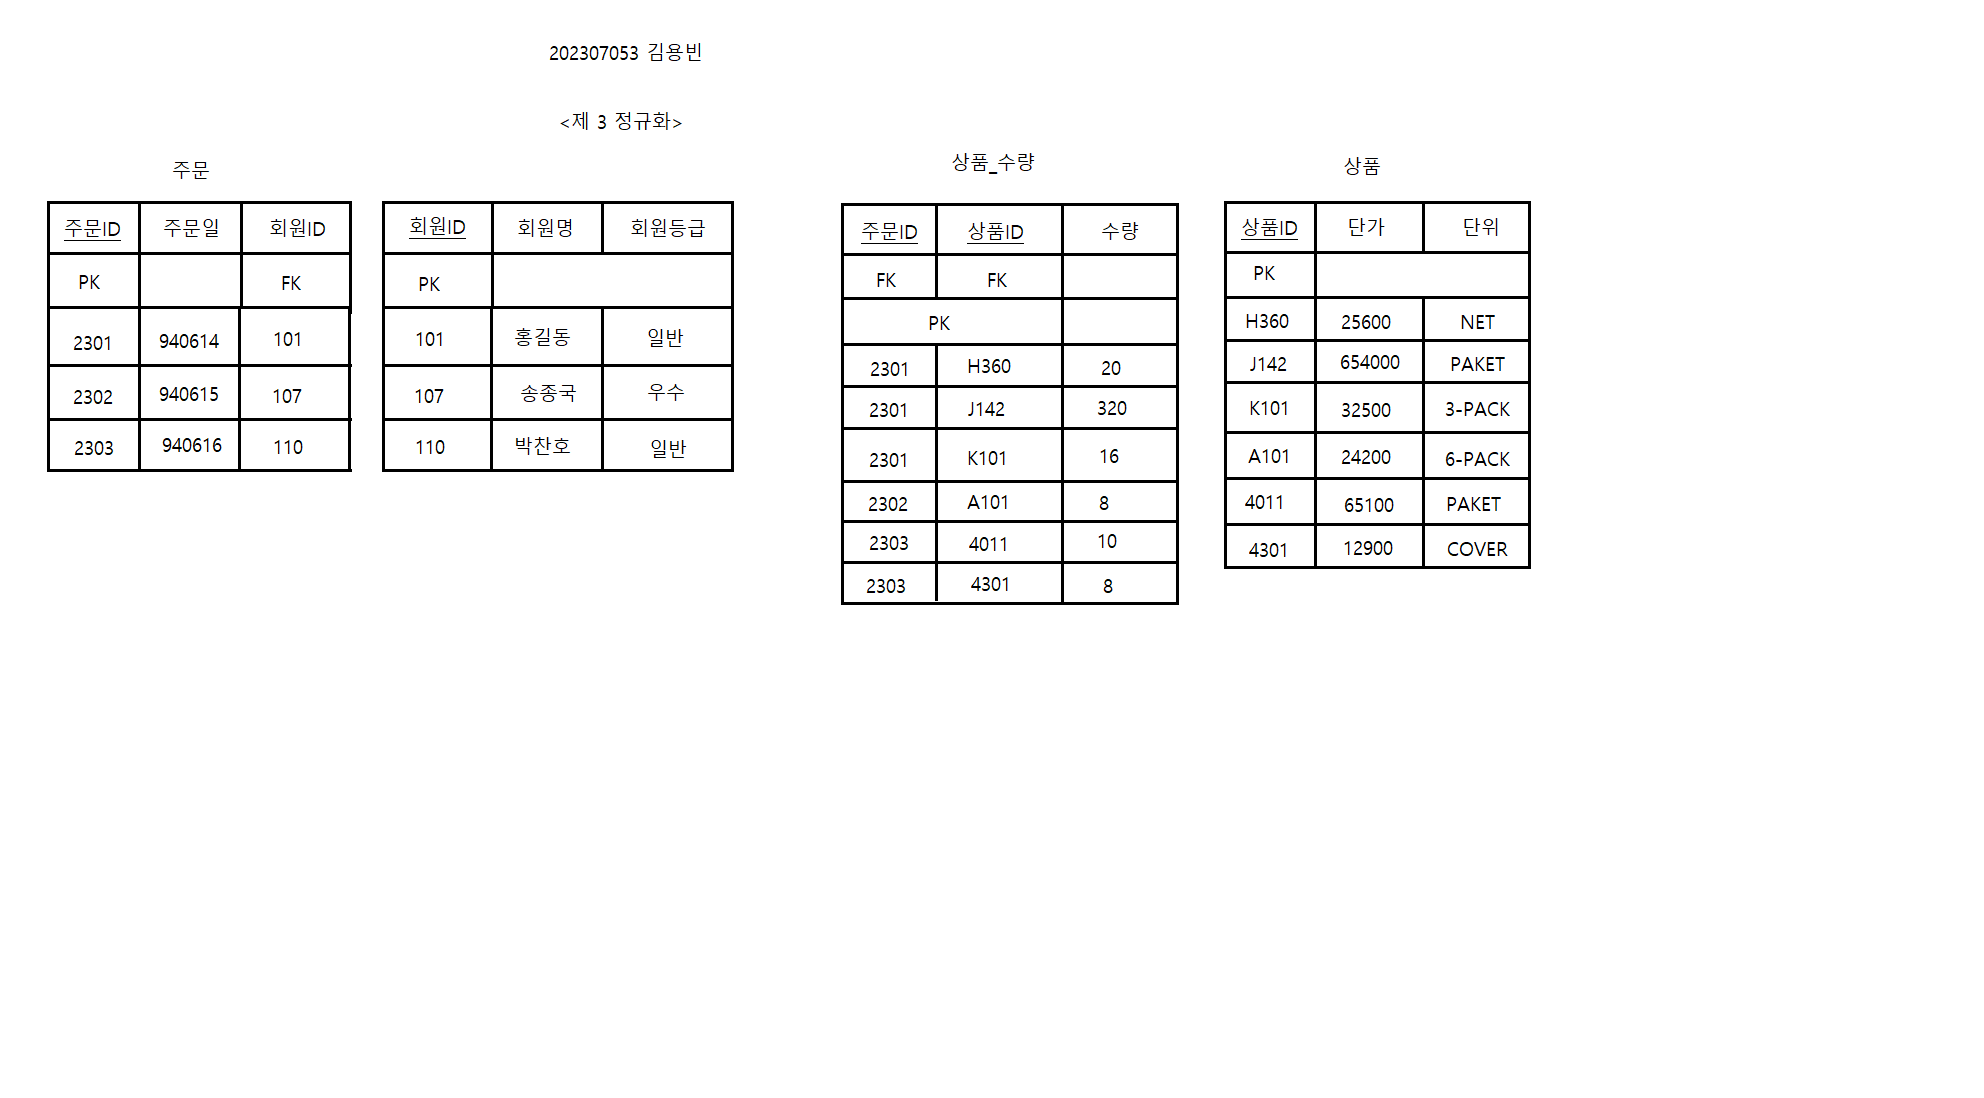 202307053 김용빈
<제 3 정규화>
주문
주문ID 주문일 회원ID
PK FK
2301 940614 101
2302 940615 107
2303 940616 110
회원ID 회원명 회원등급
PK
101 홍길동 일반
107 송종국 우수
110 박찬호 일반
상품_수량
주문ID 상품ID 수량
FK FK
PK
2301 H360 20
2301 J142 320
2301 K101 16
2302 A101 8
2303 4011 10
2303 4301 8
상품
상품ID 단가 단위
PK
H360 25600 NET
J142 654000 PAKET
K101 32500 3-PACK
A101 24200 6-PACK
4011 65100 PAKET
4301 12900 COVER